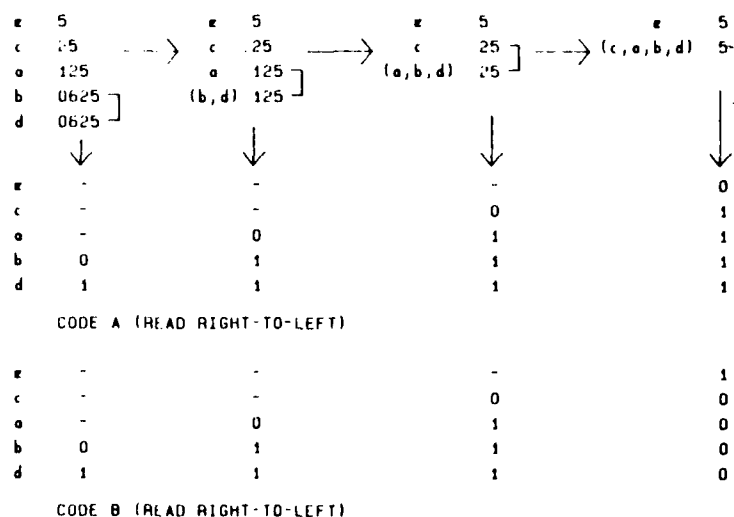 ε 5 ε 5 ε 5 ε 5
c .25 c .25 c .25 (c,a,b,d) 5
a 125 a 125 (a,b,d) 25
b 0625 (b,d) 125
d 0625
ε - - - 0
c - - 0 1
a - 0 1 1
b 0 1 1 1
d 1 1 1 1
CODE A (READ RIGHT-TO-LEFT)
ε - - - 1
c - - 0 0
a - 0 1 0
b 0 1 1 0
d 1 1 1 0
CODE B (READ RIGHT-TO-LEFT)